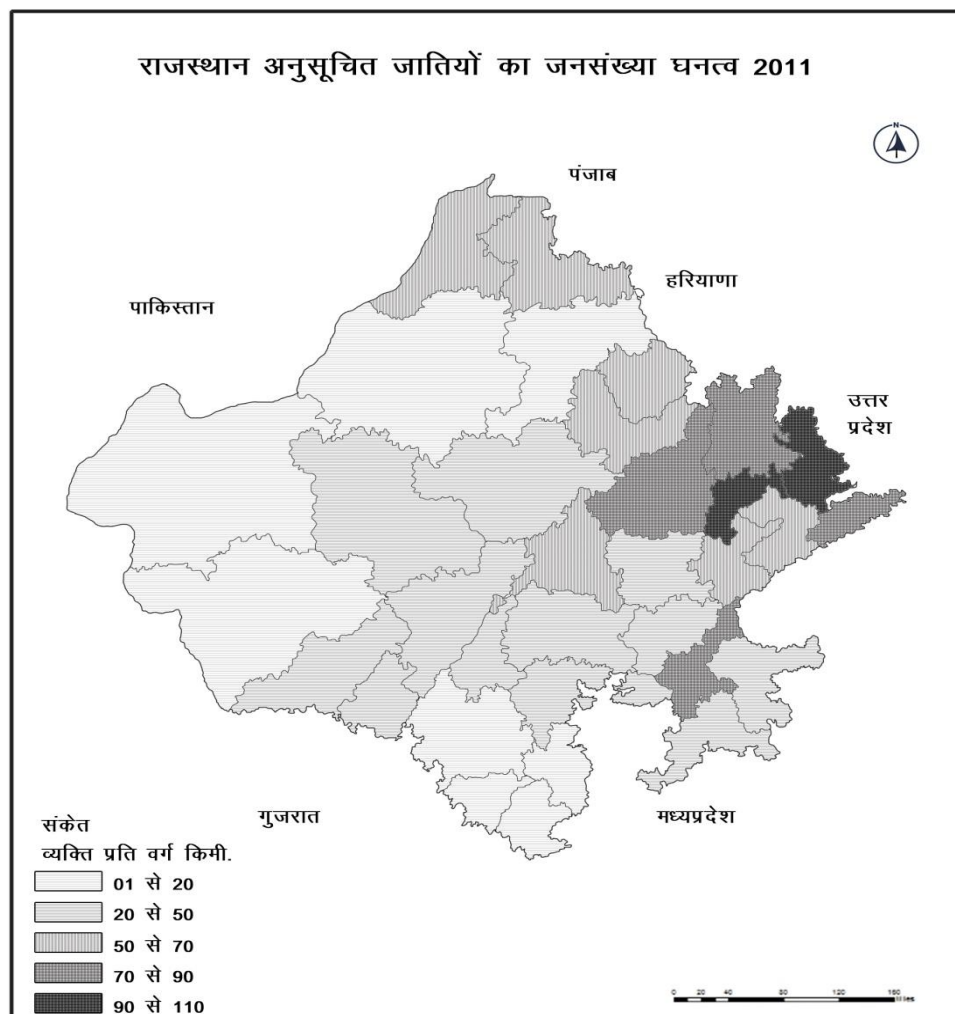 राजस्थान अनुसूचित जातियों का जनसंख्या घनत्व 2011
N
पंजाब
हरियाणा
पाकिस्तान
उत्तर
प्रदेश
गुजरात
मध्यप्रदेश
संकेत
व्यक्ति प्रति वर्ग किमी.
01 से 20
20 से 50
50 से 70
70 से 90
90 से 110
0 20 40 80 120 160
Miles